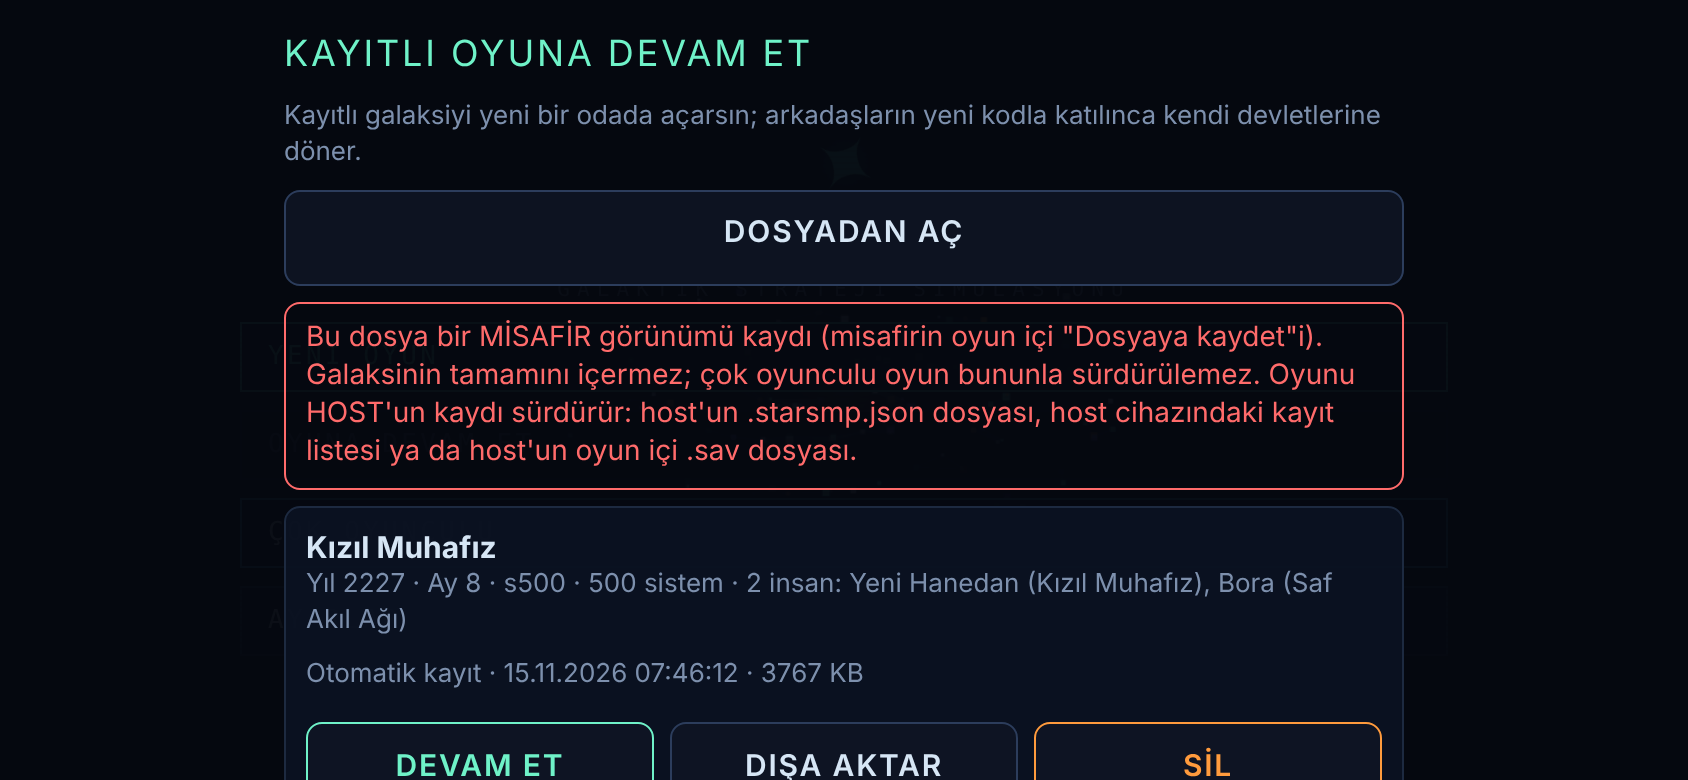 KAYITLI OYUNA DEVAM ET
Kayıtlı galaksiyi yeni bir odada açarsın; arkadaşların yeni kodla katılınca kendi devletlerine
döner.
DOSYADAN AÇ
Bu dosya bir MİSAFİR görünümü kaydı (misafirin oyun içi "Dosyaya kaydet"i).
Galaksinin tamamını içermez; çok oyunculu oyun bununla sürdürülemez. Oyunu
HOST'un kaydı sürdürür: host'un .starsmp.json dosyası, host cihazındaki kayıt
listesi ya da host'un oyun içi .sav dosyası.
Kızıl Muhafız
Yıl 2227 · Ay 8 · s500 · 500 sistem · 2 insan: Yeni Hanedan (Kızıl Muhafız), Bora (Saf
Akıl Ağı)
Otomatik kayıt · 15.11.2026 07:46:12 · 3767 KB
DEVAM ET
DIŞA AKTAR
SİL